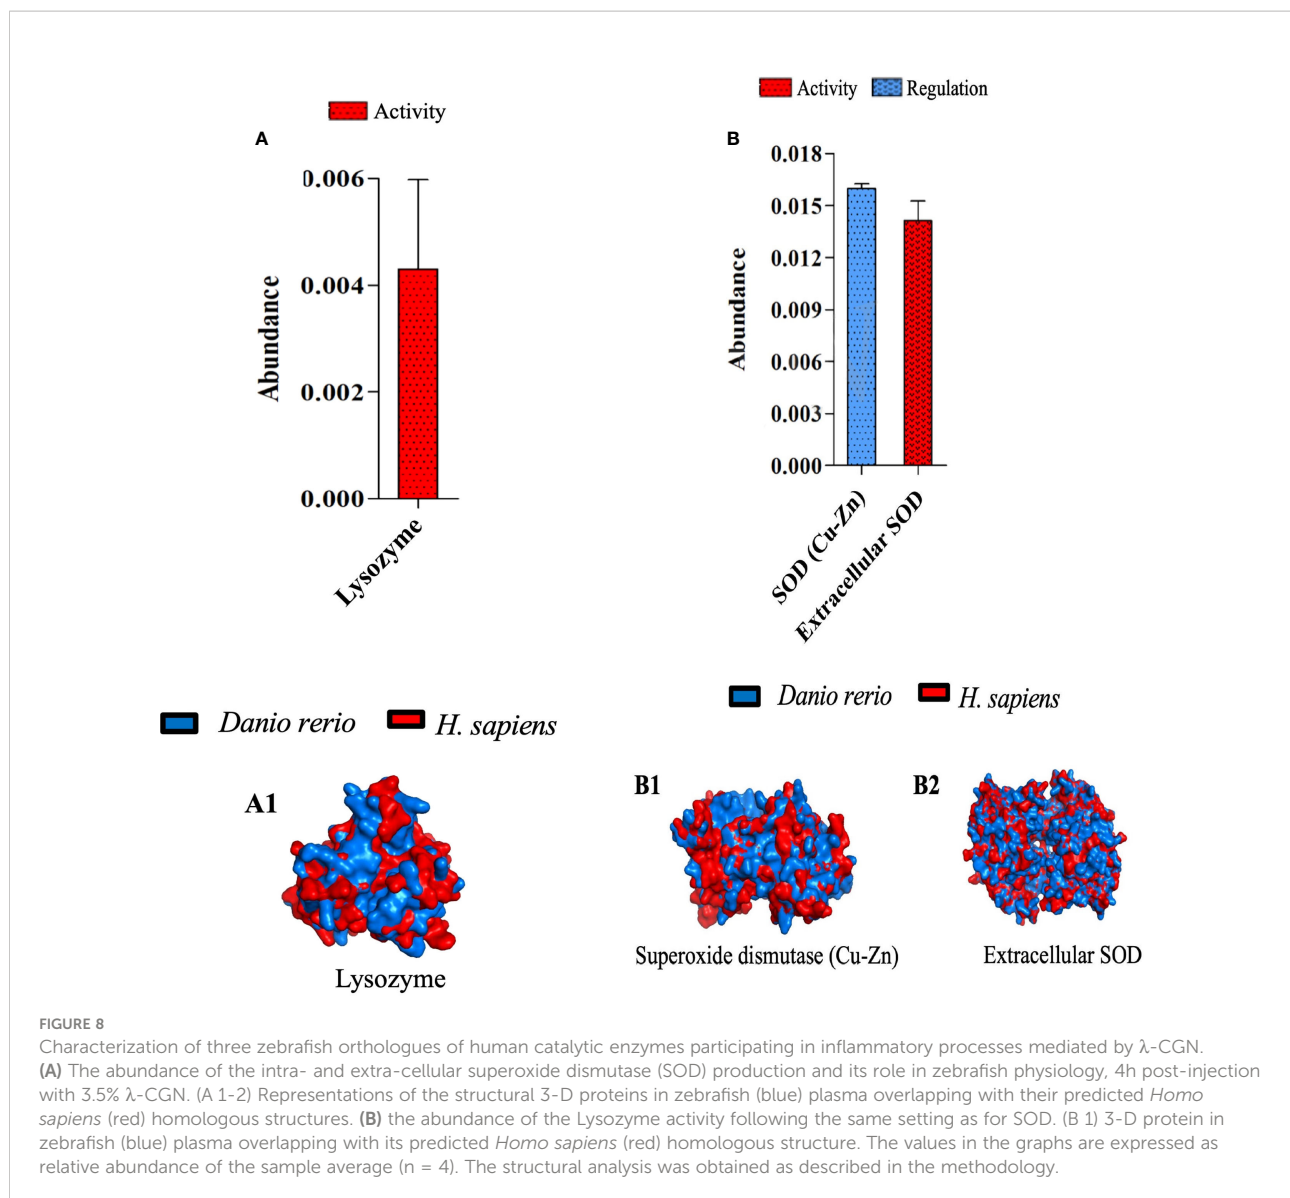 Activity
A
0.006
0.004
0.002
0.000
Abundance
Lysozyme
Activity Regulation
B
0.018
0.015
0.012
0.009
0.006
0.003
0.000
Abundance
SOD (Cu-Zn)
Extracellular SOD
Danio rerio H. sapiens
A1
Lysozyme
Danio rerio H. sapiens
B1
Superoxide dismutase (Cu-Zn)
B2
Extracellular SOD
FIGURE 8
Characterization of three zebrafish orthologues of human catalytic enzymes participating in inflammatory processes mediated by λ-CGN.
(A) The abundance of the intra- and extra-cellular superoxide dismutase (SOD) production and its role in zebrafish physiology, 4h post-injection
with 3.5% λ-CGN. (A 1-2) Representations of the structural 3-D proteins in zebrafish (blue) plasma overlapping with their predicted Homo
sapiens (red) homologous structures. (B) the abundance of the Lysozyme activity following the same setting as for SOD. (B 1) 3-D protein in
zebrafish (blue) plasma overlapping with its predicted Homo sapiens (red) homologous structure. The values in the graphs are expressed as
relative abundance of the sample average (n = 4). The structural analysis was obtained as described in the methodology.